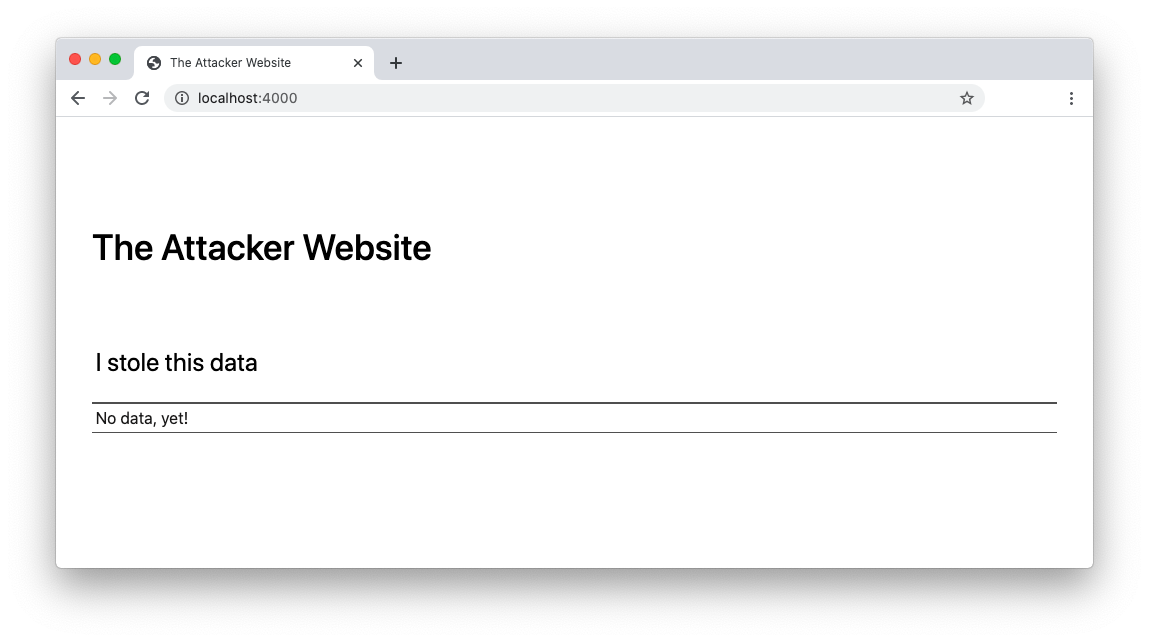 The Attacker Website
localhost:4000
The Attacker Website
I stole this data
No data, yet!